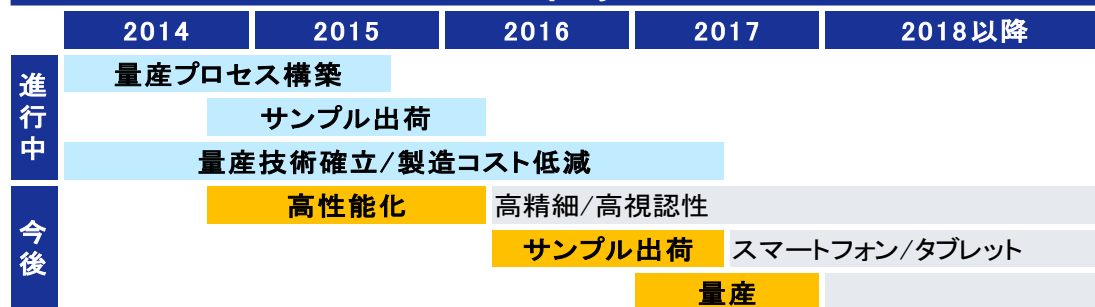 2014 2015 2016 2017 2018以降
進行中
量産プロセス構築
サンプル出荷
量産技術確立/製造コスト低減
今後
高性能化 高精細/高視認性
サンプル出荷 スマートフォン/タブレット
量産